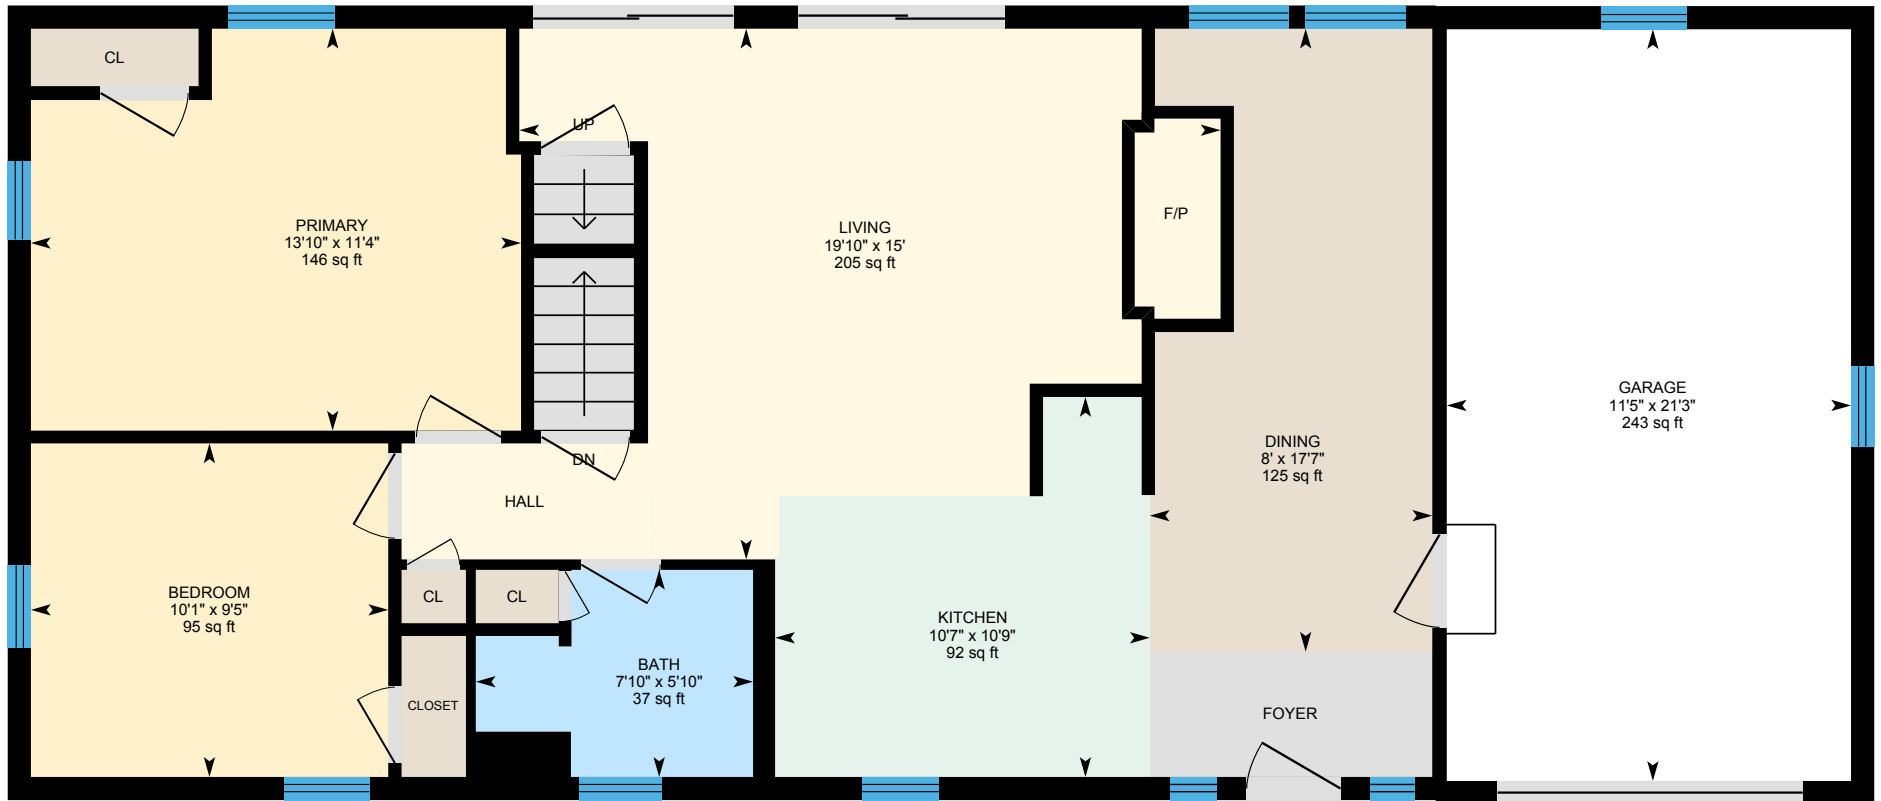 CL
UP
PRIMARY
13'10" x 11'4"
146 sq ft
LIVING
19'10" x 15'
205 sq ft
F/P
GARAGE
11'5" x 21'3"
243 sq ft
DINING
8' x 17'7"
125 sq ft
DN
HALL
BEDROOM
10'1" x 9'5"
95 sq ft
CL
CL
KITCHEN
10'7" x 10'9"
92 sq ft
BATH
7'10" x 5'10"
37 sq ft
CLOSET
FOYER